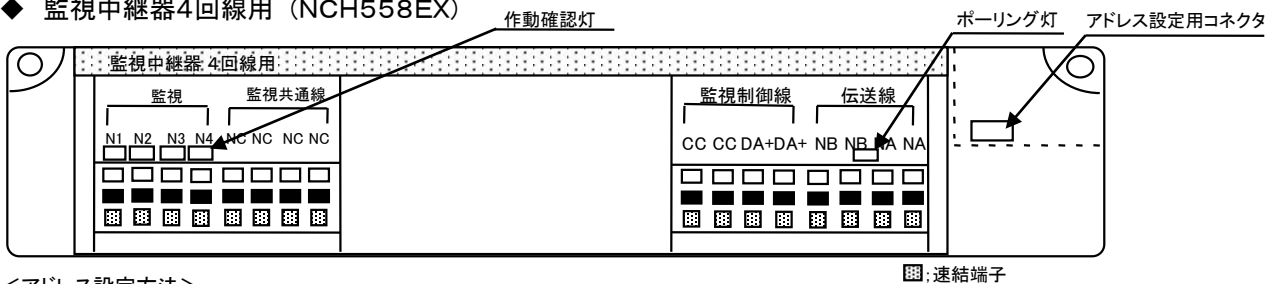 ◆ 監視中継器4回線用（NCH558EX）
作動確認灯
ポーリング灯
アドレス設定用コネクタ
監視中継器 4回線用
監視
監視共通線
監視制御線
伝送線
N1 N2 N3 N4 NC NC NC NC
CC CC DA+DA+ NB NB NA NA
;速結端子
＜アドレス設定方法＞